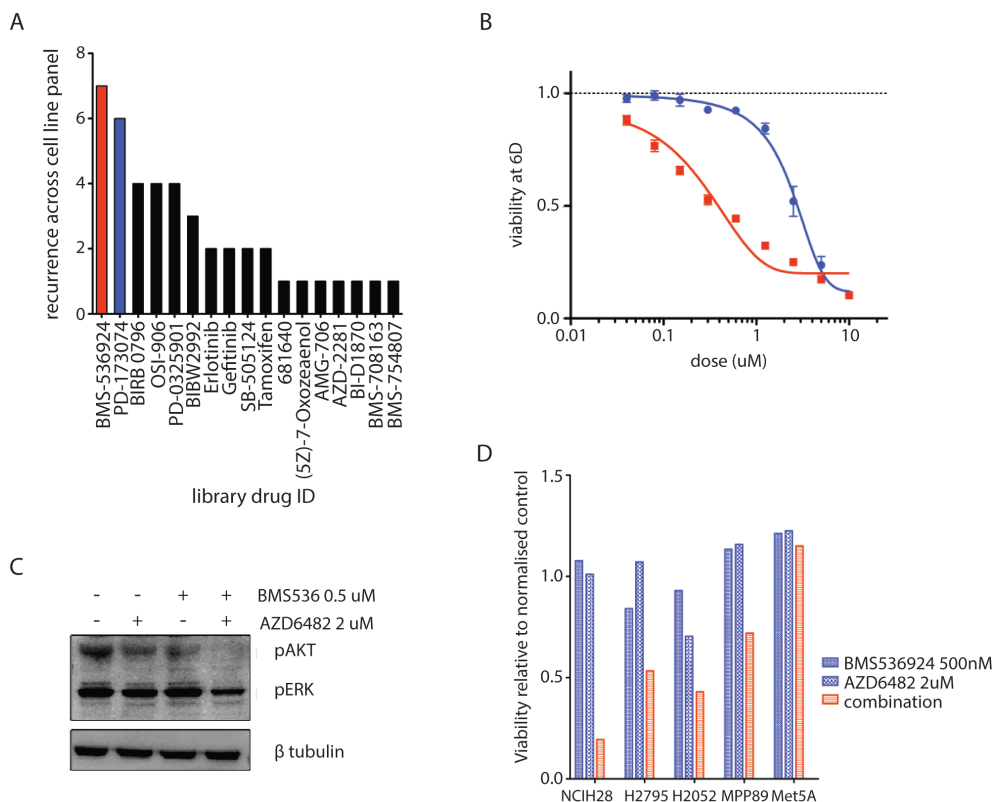 A
recurrence across cell line panel
8
6
4
2
0
BMS-536924
PD-173074
BIRB 0796
OSI-906
PD-0325901
BIBW2992
Erlotinib
Gefitinib
SB-505124
Tamoxifen
681640
(5Z)-7-Oxozeaenol
AMG-706
AZD-2281
BI-D1870
BMS-708163
BMS-754807
library drug ID
B
viability at 6D
1.0
0.5
0.0
0.01 0.1 1 10
dose (uM)
C
- - + + BMS536 0.5 uM
- + - + AZD6482 2 uM
pAKT
pERK
β tubulin
D
Viability relative to normalised control
1.5
1.0
0.5
0.0
NCIH28 H2795 H2052 MPP89 Met5A
BMS536924 500nM
AZD6482 2uM
combination